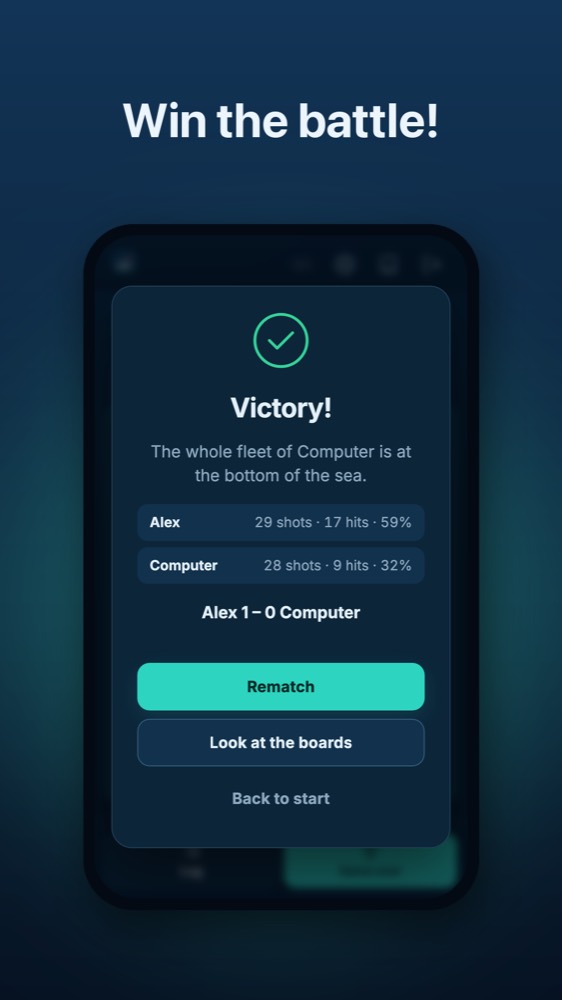 Win the battle!
Victory!
The whole fleet of Computer is at
the bottom of the sea.
Alex 29 shots · 17 hits · 59%
Computer 28 shots · 9 hits · 32%
Alex 1 – 0 Computer
Rematch
Look at the boards
Back to start